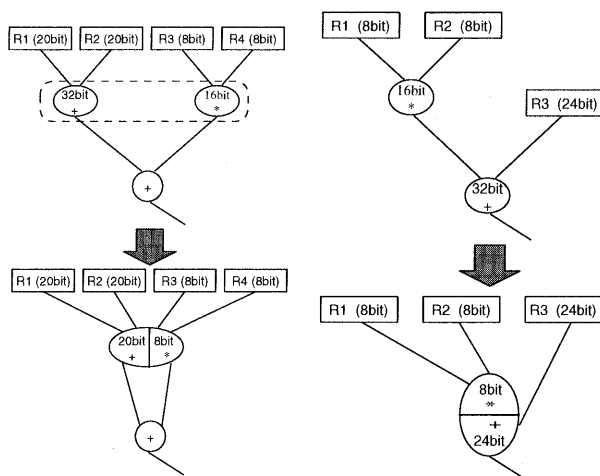 R1 (20bit) R2 (20bit) R3 (8bit) R4 (8bit)
32bit
+
16bit
*
+
R1 (20bit) R2 (20bit) R3 (8bit) R4 (8bit)
20bit
+
8bit
*
+
R1 (8bit) R2 (8bit)
16bit
*
R3 (24bit)
32bit
+
R1 (8bit) R2 (8bit) R3 (24bit)
8bit
*
+
24bit